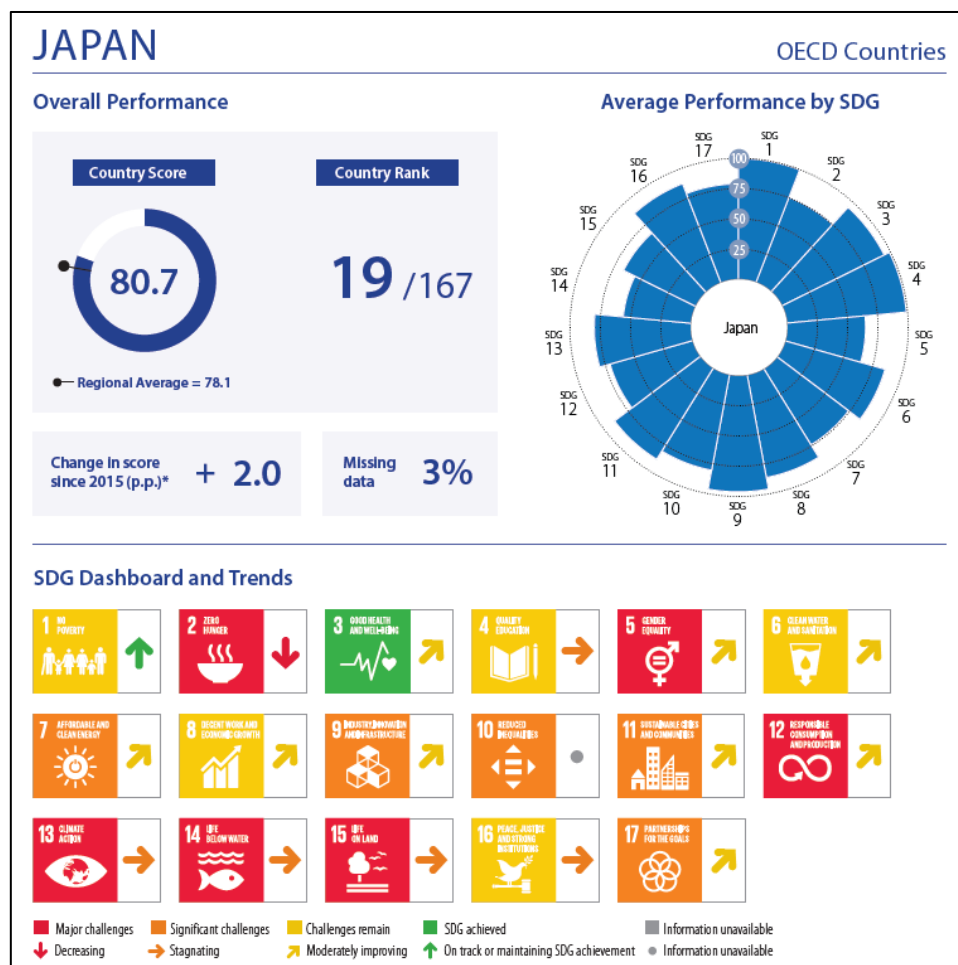 JAPAN
OECD Countries
Overall Performance
Average Performance by SDG
Country Score
Country Rank
80.7
19 /167
Regional Average = 78.1
Change in score
since 2015 (p.p.)*
+ 2.0
Missing
data
3%
SDG
1
SDG
2
SDG
3
SDG
4
SDG
5
SDG
6
SDG
7
SDG
8
SDG
9
SDG
10
SDG
11
SDG
12
SDG
13
SDG
14
SDG
15
SDG
16
SDG
17
100
75
50
25
Japan
SDG Dashboard and Trends
1 NO
POVERTY
2 ZERO
HUNGER
3 GOOD HEALTH
AND WELL-BEING
4 QUALITY
EDUCATION
5 GENDER
EQUALITY
6 CLEAN WATER
AND SANITATION
7 AFFORDABLE AND
CLEAN ENERGY
8 DECENT WORK AND
ECONOMIC GROWTH
9 INDUSTRY, INNOVATION
AND INFRASTRUCTURE
10 REDUCED
INEQUALITIES
11 SUSTAINABLE CITIES
AND COMMUNITIES
12 RESPONSIBLE
CONSUMPTION
AND PRODUCTION
13 CLIMATE
ACTION
14 LIFE
BELOW WATER
15 LIFE
ON LAND
16 PEACE, JUSTICE
AND STRONG
INSTITUTIONS
17 PARTNERSHIPS
FOR THE GOALS
Major challenges
Significant challenges
Challenges remain
SDG achieved
Information unavailable
Decreasing
Stagnating
Moderately improving
On track or maintaining SDG achievement
Information unavailable